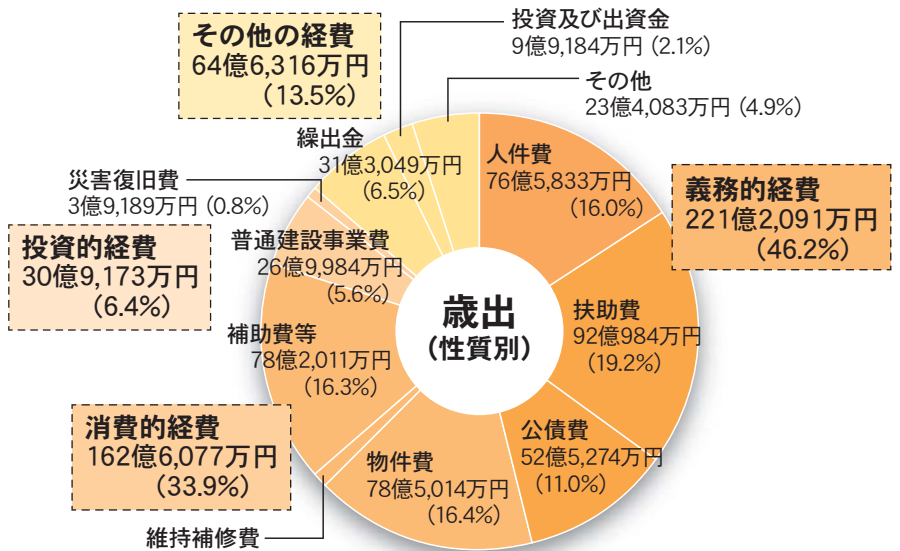 歳出
(性質別)
人件費
76億5,833万円
(16.0%)
義務的経費
221億2,091万円
(46.2%)
扶助費
92億984万円
(19.2%)
公債費
52億5,274万円
(11.0%)
物件費
78億5,014万円
(16.4%)
維持補修費
消費的経費
162億6,077万円
(33.9%)
補助費等
78億2,011万円
(16.3%)
普通建設事業費
26億9,984万円
(5.6%)
投資的経費
30億9,173万円
(6.4%)
災害復旧費
3億9,189万円 (0.8%)
繰出金
31億3,049万円
(6.5%)
その他の経費
64億6,316万円
(13.5%)
投資及び出資金
9億9,184万円 (2.1%)
その他
23億4,083万円 (4.9%)